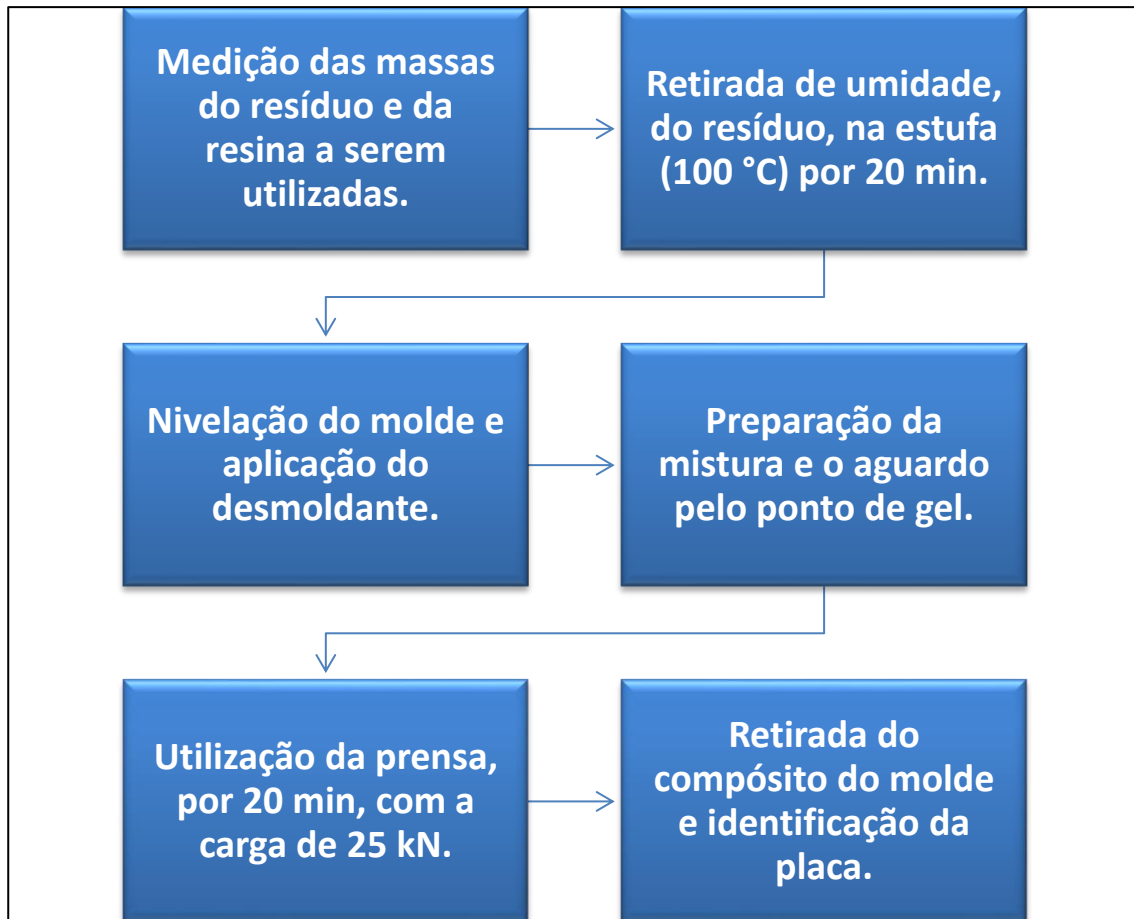 Medição das massas
do resíduo e da
resina a serem
utilizadas.
Retirada de umidade,
do resíduo, na estufa
(100 °C) por 20 min.
Nivelação do molde e
aplicação do
desmoldante.
Preparação da
mistura e o aguardo
pelo ponto de gel.
Utilização da prensa,
por 20 min, com a
carga de 25 kN.
Retirada do
compósito do molde
e identificação da
placa.